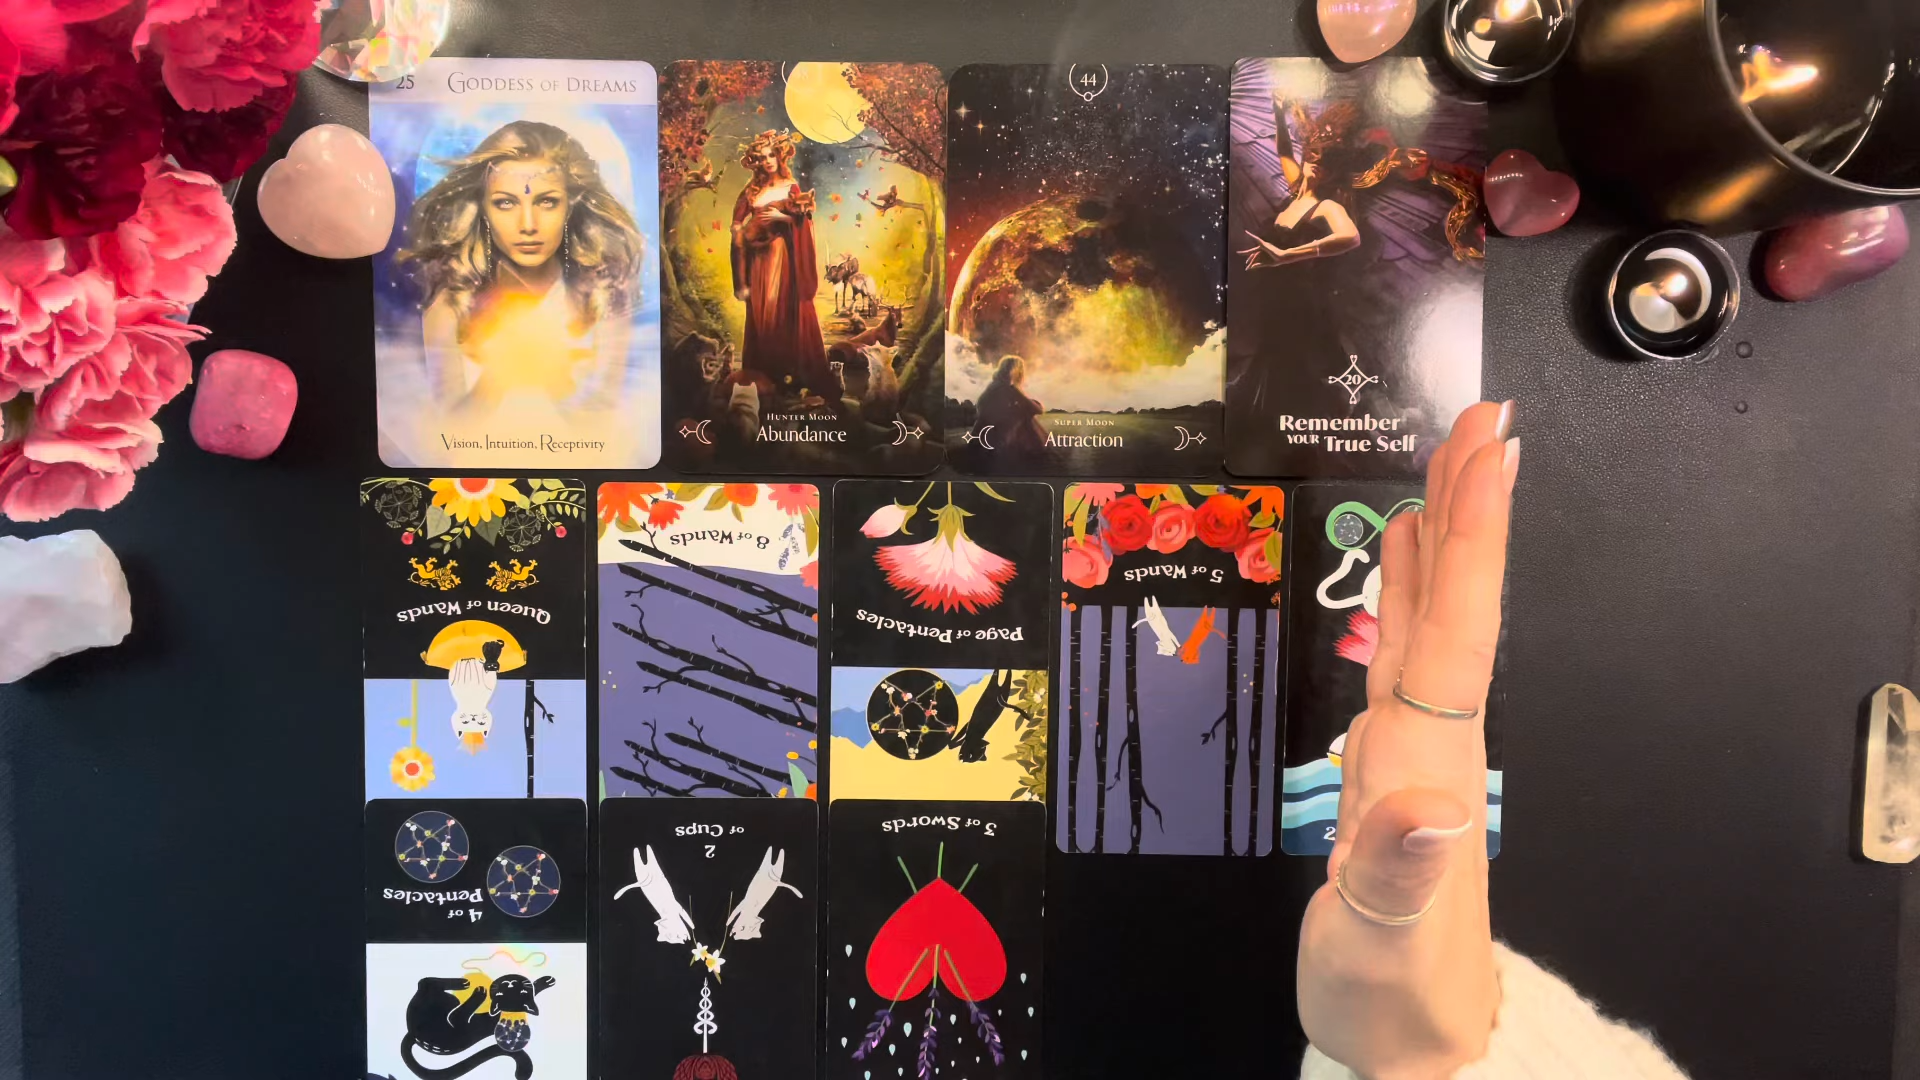 25 GODDESS OF DREAMS
VISION, INTUITION, RECEPTIVITY
HUNTER MOON
Abundance
44
SUPER MOON
Attraction
20
Remember
YOUR True Self
Queen of Wands
8 of Wands
Page of Pentacles
5 of Wands
2
4 of
Pentacles
2
of Cups
3 of Swords